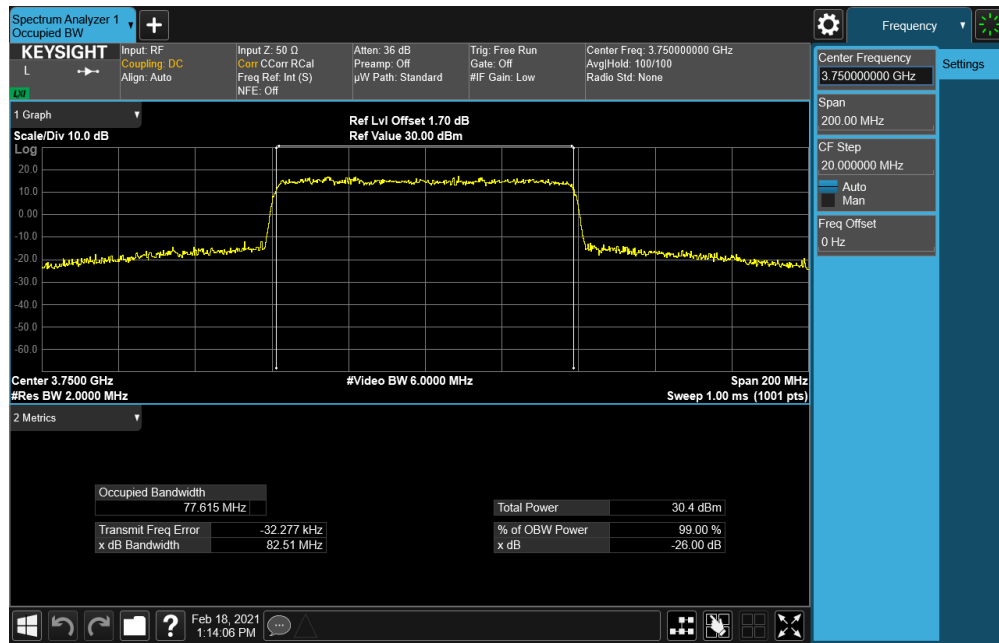 Spectrum Analyzer 1
Occupied BW
Frequency
KEYSIGHT
L
LXI
Input: RF
Coupling: DC
Align: Auto
Input Z: 50 Ω
Corr CCorr RCal
Freq Ref: Int (S)
NFE: Off
Atten: 36 dB
Preamp: Off
µW Path: Standard
Trig: Free Run
Gate: Off
#IF Gain: Low
Center Freq: 3.750000000 GHz
Avg|Hold: 100/100
Radio Std: None
Center Frequency
3.750000000 GHz
Settings
Span
200.00 MHz
CF Step
20.000000 MHz
Auto
Man
Freq Offset
0 Hz
1 Graph
Scale/Div 10.0 dB
Ref Lvl Offset 1.70 dB
Ref Value 30.00 dBm
Log
20.0
10.0
0.00
-10.0
-20.0
-30.0
-40.0
-50.0
-60.0
Center 3.7500 GHz
#Video BW 6.0000 MHz
Span 200 MHz
#Res BW 2.0000 MHz
Sweep 1.00 ms (1001 pts)
2 Metrics
Occupied Bandwidth
77.615 MHz
Total Power 30.4 dBm
Transmit Freq Error -32.277 kHz
% of OBW Power 99.00 %
x dB Bandwidth 82.51 MHz
x dB -26.00 dB
?
Feb 18, 2021
1:14:06 PM